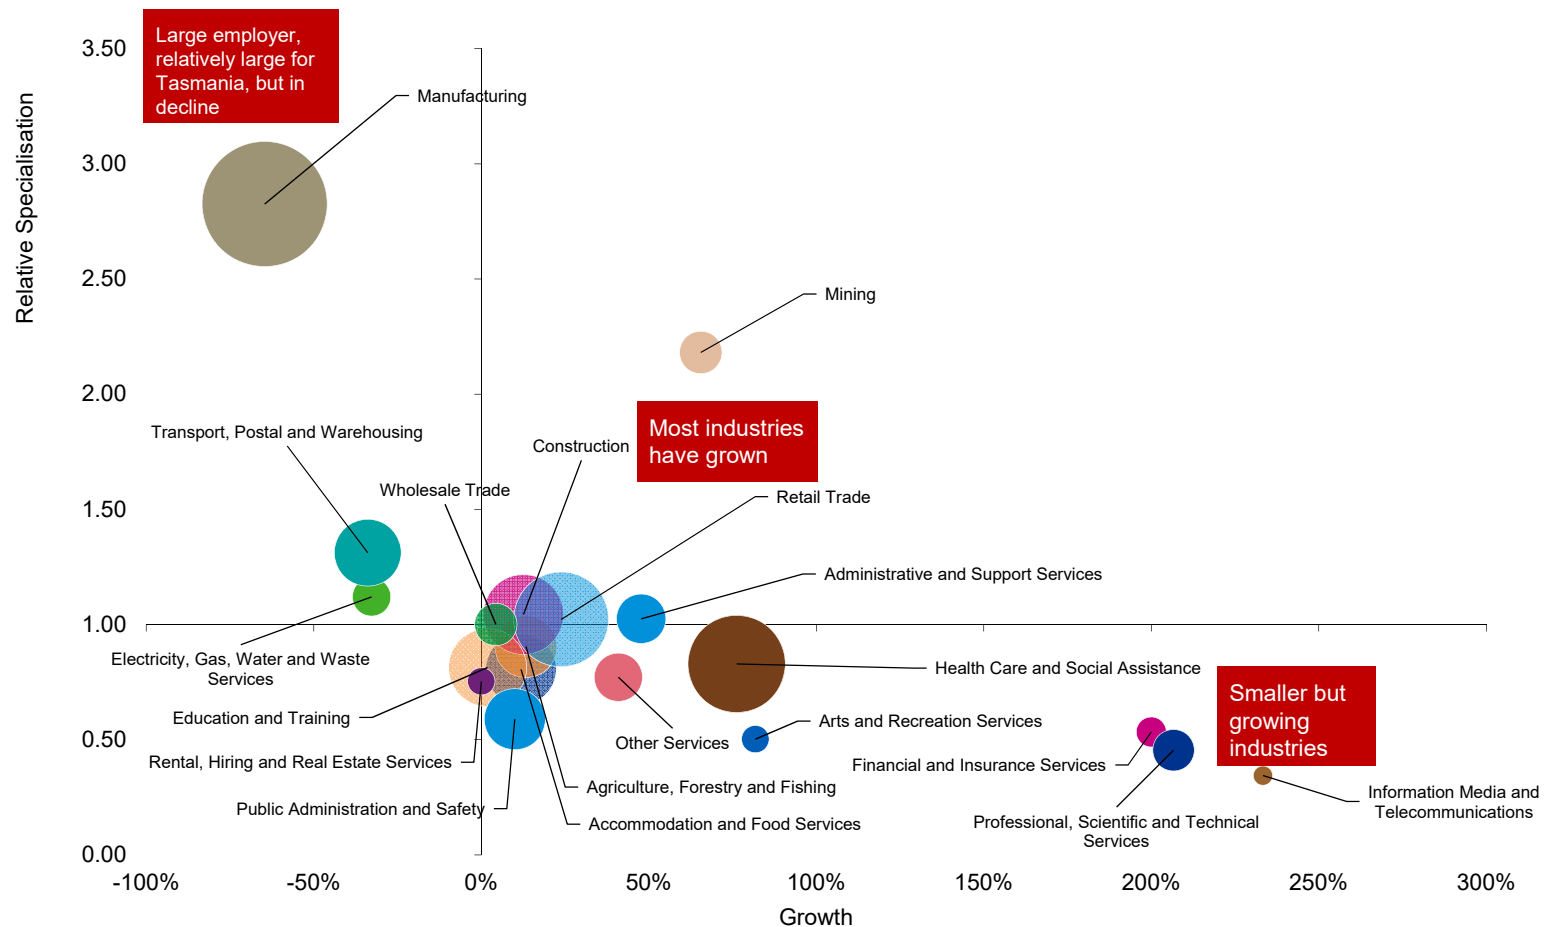 Large employer,
relatively large for
Tasmania, but in
decline
3.50
Manufacturing
Relative Specialisation
3.00
2.50
Mining
2.00
Most industries
have grown
Transport, Postal and Warehousing
Construction
Wholesale Trade
Retail Trade
1.50
Administrative and Support Services
1.00
Electricity, Gas, Water and Waste
Services
Health Care and Social Assistance
Smaller but
growing
industries
Education and Training
Arts and Recreation Services
Other Services
0.50
Rental, Hiring and Real Estate Services
Financial and Insurance Services
Agriculture, Forestry and Fishing
Information Media and
Telecommunications
Public Administration and Safety
Accommodation and Food Services
Professional, Scientific and Technical
Services
0.00
-100%
-50%
0%
50%
100%
150%
200%
250%
300%
Growth